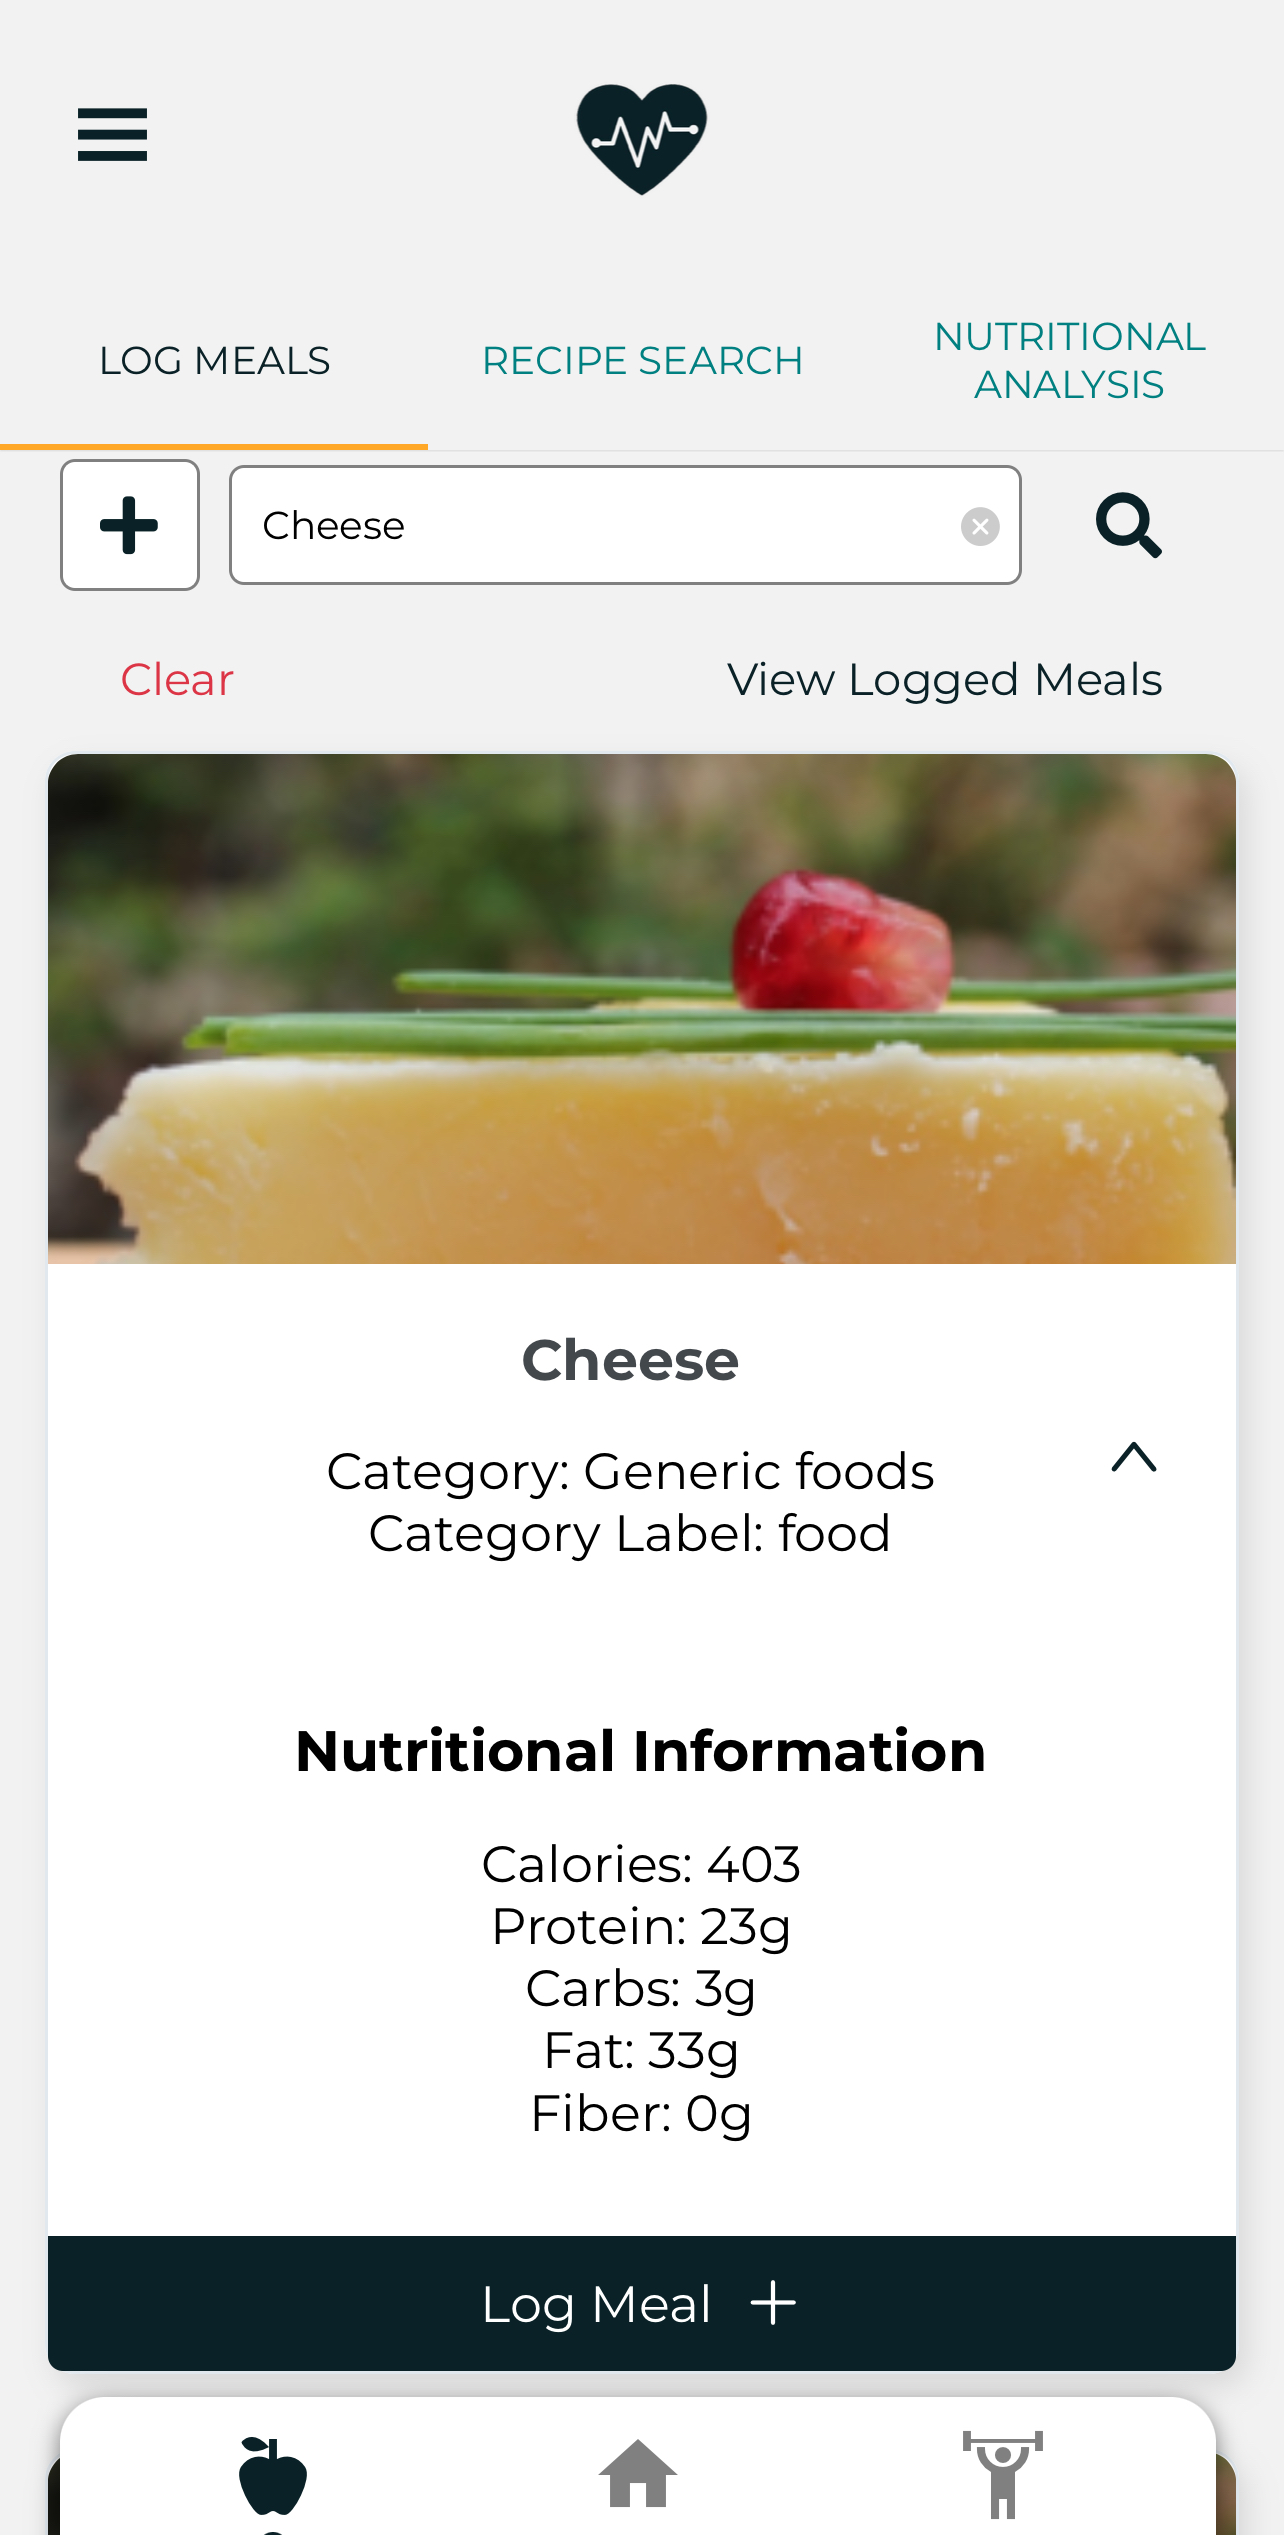 LOG MEALS
RECIPE SEARCH
NUTRITIONAL
ANALYSIS
Cheese
Clear
View Logged Meals
Cheese
Category: Generic foods
Category Label: food
Nutritional Information
Calories: 403
Protein: 23g
Carbs: 3g
Fat: 33g
Fiber: 0g
Log Meal +